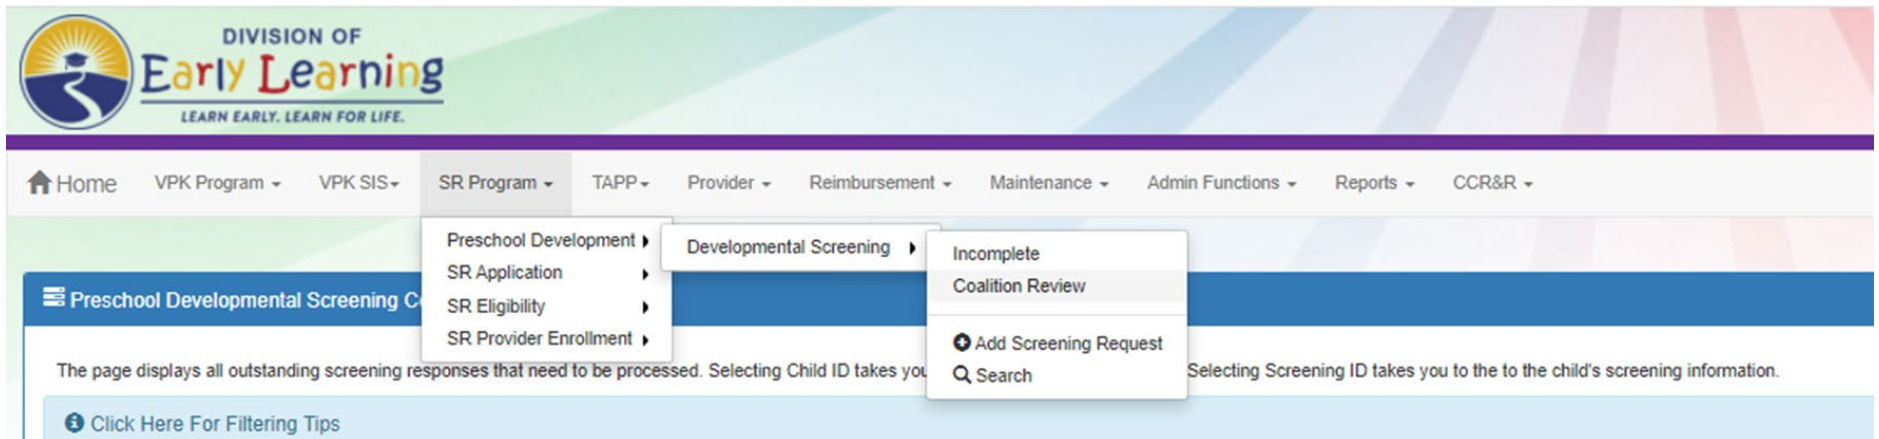 DIVISION OF
Early Learning
LEARN EARLY. LEARN FOR LIFE.
Home VPK Program VPK SIS SR Program TAPP Provider Reimbursement Maintenance Admin Functions Reports CCR&R
Preschool Development
SR Application
SR Eligibility
SR Provider Enrollment
Developmental Screening
Incomplete
Coalition Review
Add Screening Request
Search
Preschool Developmental Screening
The page displays all outstanding screening responses that need to be processed. Selecting Child ID takes you Selecting Screening ID takes you to the to the child's screening information.
Click Here For Filtering Tips